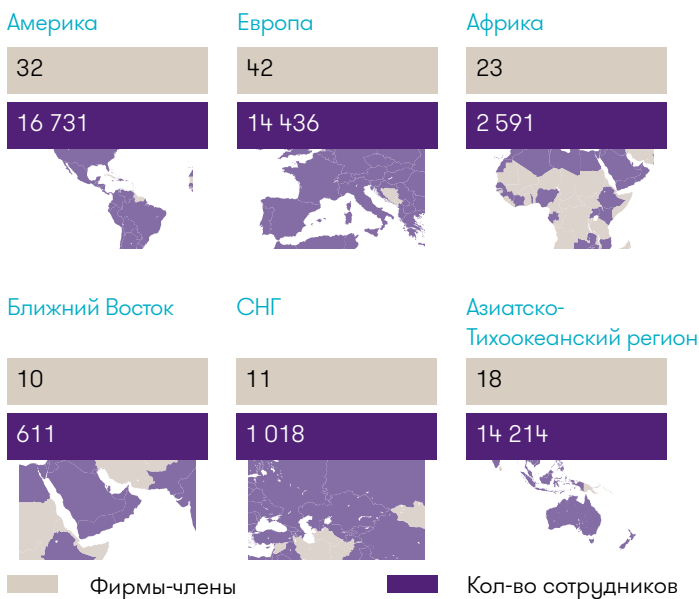 Америка
32
16 731
Европа
42
14 436
Африка
23
2 591
Ближний Восток
10
611
СНГ
11
1 018
Азиатско-
Тихоокеанский регион
18
14 214
Фирмы-члены
Кол-во сотрудников